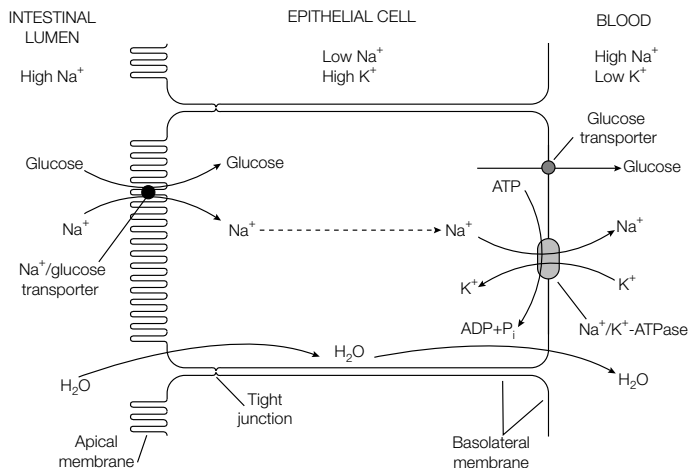 INTESTINAL
LUMEN
EPITHELIAL CELL
BLOOD
High Na⁺
Low Na⁺
High K⁺
High Na⁺
Low K⁺
Glucose
transporter
Glucose
Glucose
Glucose
ATP
Na⁺
Na⁺
Na⁺
Na⁺
Na⁺/glucose
transporter
K⁺
K⁺
ADP+Pᵢ
Na⁺/K⁺-ATPase
H₂O
H₂O
H₂O
Tight
junction
Apical
membrane
Basolateral
membrane